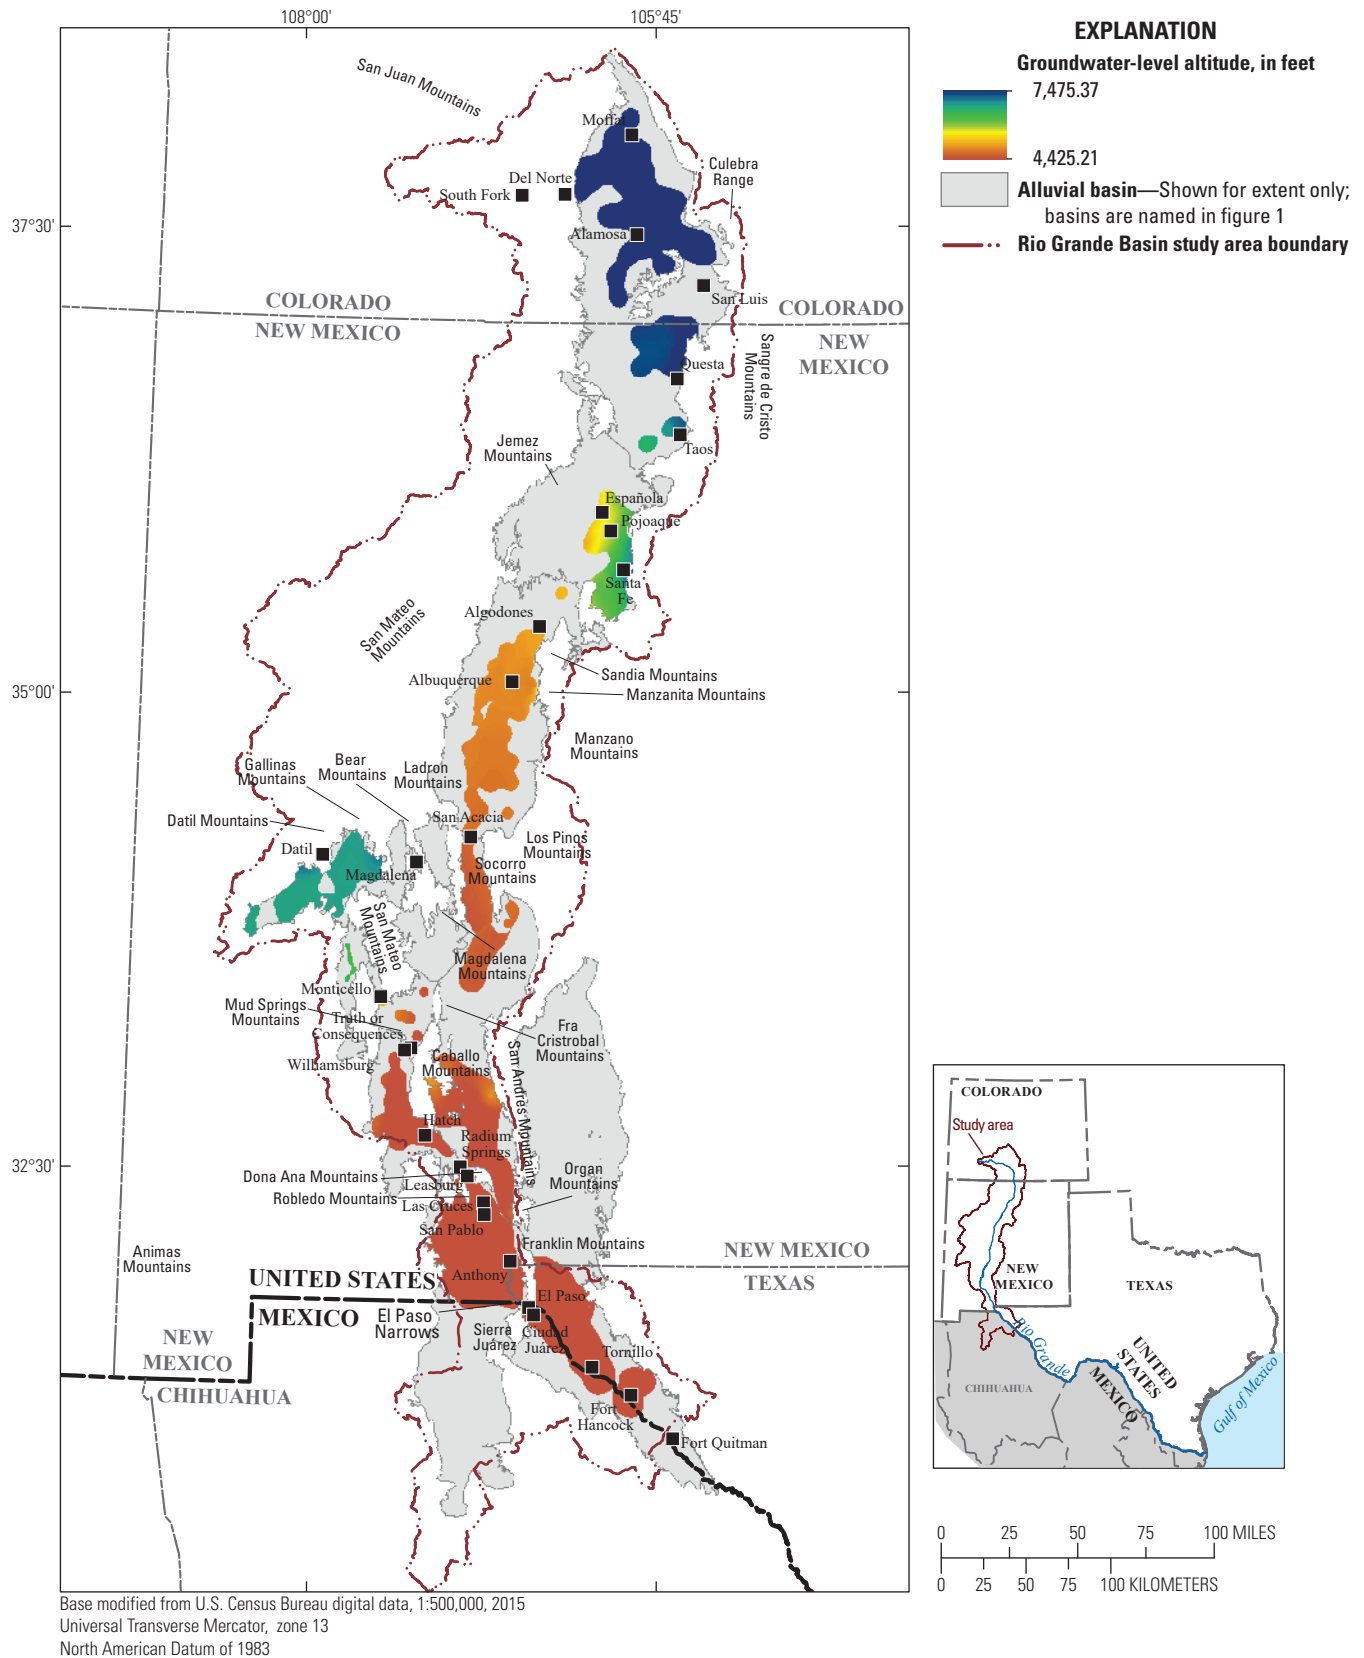 108°00'
105°45'
San Juan Mountains
Moffat
Del Norte
South Fork
Culebra
Range
37°30'
Alamosa
San Luis
COLORADO
NEW MEXICO
COLORADO
NEW
MEXICO
Sangre de Cristo
Mountains
Questa
Taos
Jemez
Mountains
Española
Pojoaque
Santa
Fe
San Mateo
Mountains
Algodones
Sandia Mountains
35°00'
Albuquerque
Manzanita Mountains
Manzano
Mountains
Gallinas
Mountains
Bear
Mountains
Ladron
Mountains
Datil Mountains
San Acacia
Los Pinos
Mountains
Datil
Magdalena
Socorro
Mountains
San Mateo
Mountains
Magdalena
Mountains
Monticello
Mud Springs
Mountains
Truth or
Consequences
Fra
Cristrobal
Mountains
Williamsburg
Caballo
Mountains
San Andres Mountains
Hatch
Radium
Springs
32°30'
Dona Ana Mountains
Leasburg
Organ
Mountains
Robledo Mountains
Las Cruces
San Pablo
Franklin Mountains
Animas
Mountains
NEW MEXICO
TEXAS
Anthony
UNITED STATES
MEXICO
El Paso
El Paso
Narrows
Sierra
Juárez
Ciudad
Juárez
NEW
MEXICO
CHIHUAHUA
Tornillo
Fort
Hancock
Fort Quitman
EXPLANATION
Groundwater-level altitude, in feet
7,475.37
4,425.21
Alluvial basin—Shown for extent only;
basins are named in figure 1
Rio Grande Basin study area boundary
COLORADO
Study area
NEW
MEXICO
TEXAS
Rio Grande
UNITED
STATES
MEXICO
CHIHUAHUA
Gulf of Mexico
0 25 50 75 100 MILES
0 25 50 75 100 KILOMETERS
Base modified from U.S. Census Bureau digital data, 1:500,000, 2015
Universal Transverse Mercator, zone 13
North American Datum of 1983